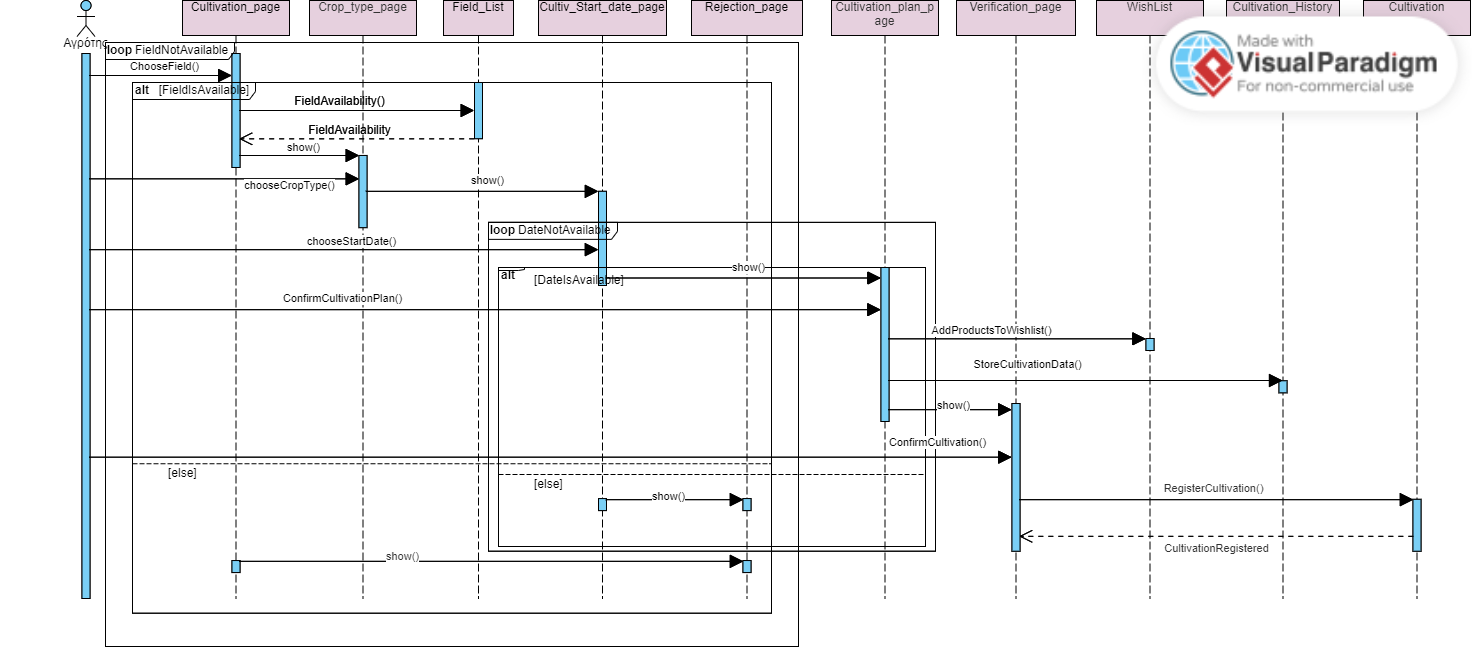 Cultivation_page
Crop_type_page
Field_List
Cultiv_Start_date_page
Rejection_page
Cultivation_plan_p
age
Verification_page
WishList
Cultivation_History
Cultivation
Made with
Visual Paradigm
For non-commercial use
Αγρότης
loop FieldNotAvailable
ChooseField()
alt [FieldIsAvailable]
FieldAvailability()
FieldAvailability
show()
chooseCropType()
show()
loop DateNotAvailable
chooseStartDate()
alt [DateIsAvailable]
show()
ConfirmCultivationPlan()
AddProductsToWishlist()
StoreCultivationData()
show()
ConfirmCultivation()
[else]
[else]
show()
RegisterCultivation()
CultivationRegistered
show()